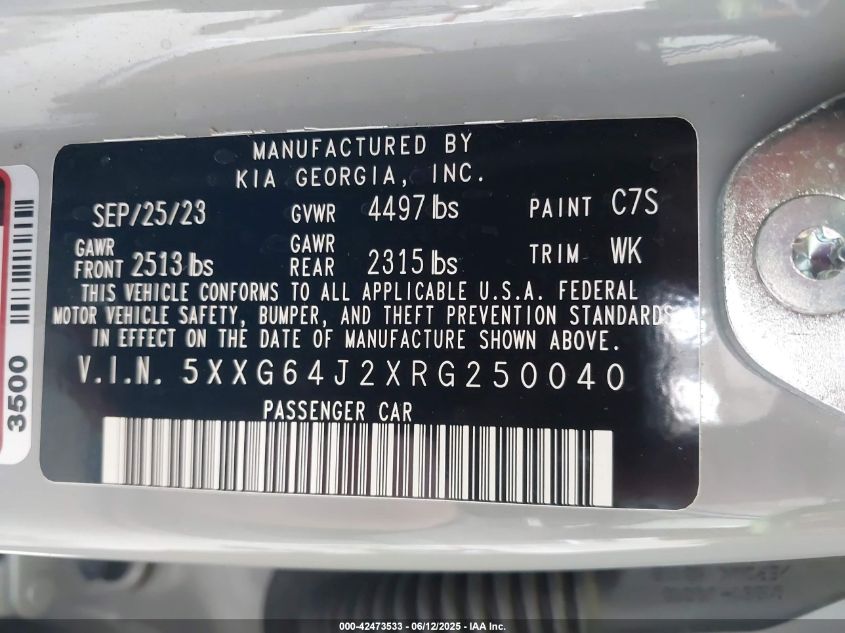 MANUFACTURED BY
KIA GEORGIA, INC.
SEP/25/23 GVWR 4497 lbs PAINT C7S
GAWR FRONT 2513 lbs GAWR REAR 2315 lbs TRIM WK
THIS VEHICLE CONFORMS TO ALL APPLICABLE U.S.A. FEDERAL
MOTOR VEHICLE SAFETY, BUMPER, AND THEFT PREVENTION STANDARDS
IN EFFECT ON THE DATE OF MANUFACTURE SHOWN ABOVE.
V.I.N. 5XXG64J2XRG250040
PASSENGER CAR
3500
000-42473533 - 06/12/2025 - IAA Inc.